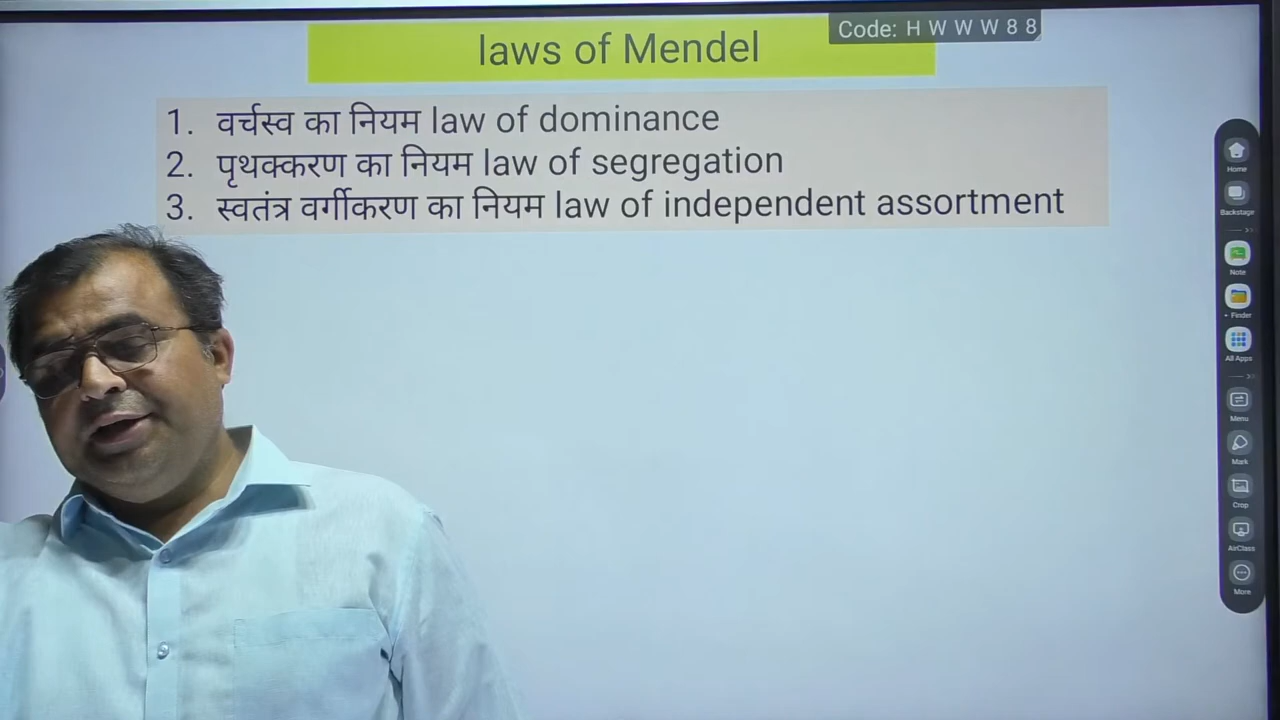 laws of Mendel
Code: H W W W 8 8
1. वर्चस्व का नियम law of dominance
2. पृथक्करण का नियम law of segregation
3. स्वतंत्र वर्गीकरण का नियम law of independent assortment
Home
Backstage
Note
Finder
All Apps
Menu
Mark
Crop
AirClass
More